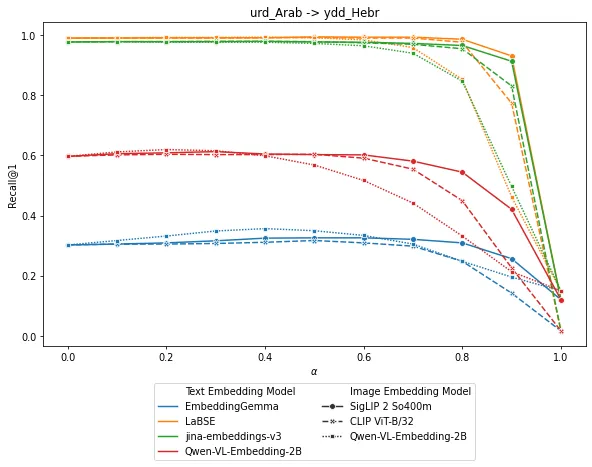 urd_Arab -> ydd_Hebr
1.0
0.8
0.6
0.4
0.2
0.0
Recall@1
0.0 0.2 0.4 0.6 0.8 1.0
α
Text Embedding Model
EmbeddingGemma
LaBSE
jina-embeddings-v3
Qwen-VL-Embedding-2B
Image Embedding Model
SigLIP 2 So400m
CLIP ViT-B/32
Qwen-VL-Embedding-2B